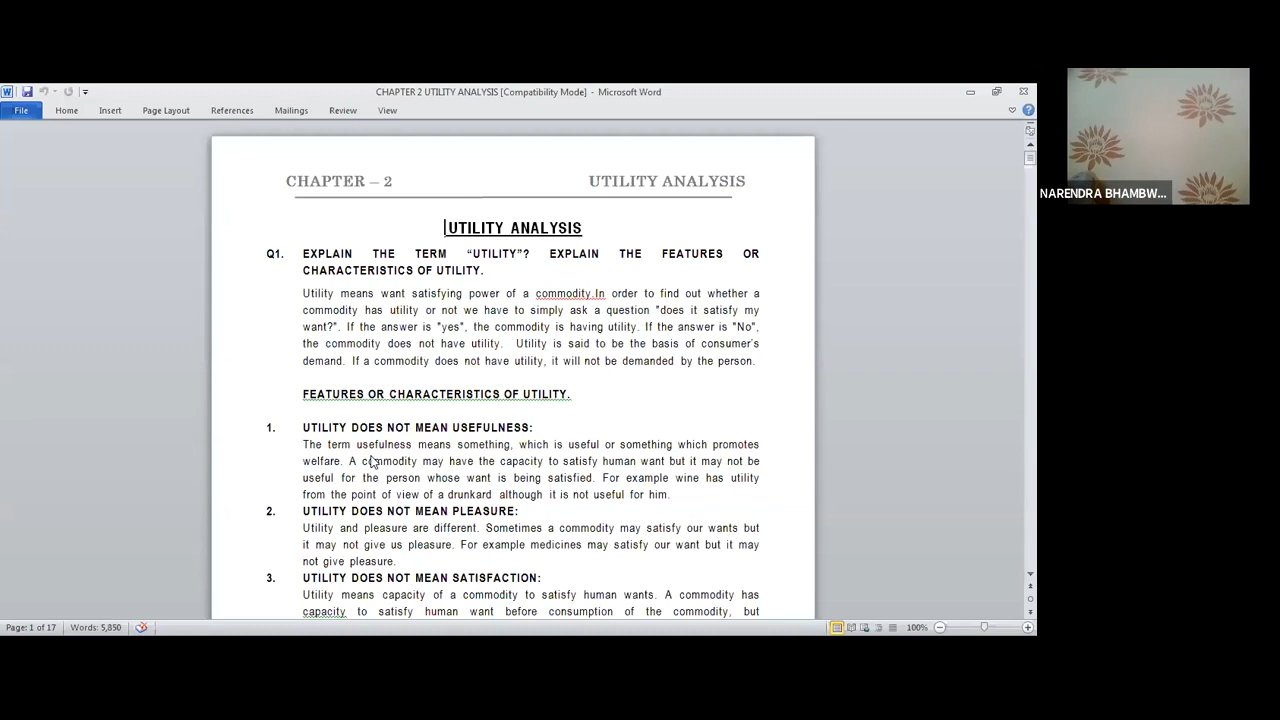 CHAPTER 2 UTILITY ANALYSIS [Compatibility Mode] - Microsoft Word
File Home Insert Page Layout References Mailings Review View
CHAPTER – 2 UTILITY ANALYSIS
UTILITY ANALYSIS
Q1. EXPLAIN THE TERM “UTILITY”? EXPLAIN THE FEATURES OR
CHARACTERISTICS OF UTILITY.
Utility means want satisfying power of a commodity.In order to find out whether a
commodity has utility or not we have to simply ask a question "does it satisfy my
want?". If the answer is "yes", the commodity is having utility. If the answer is "No",
the commodity does not have utility. Utility is said to be the basis of consumer's
demand. If a commodity does not have utility, it will not be demanded by the person.
FEATURES OR CHARACTERISTICS OF UTILITY.
1. UTILITY DOES NOT MEAN USEFULNESS:
The term usefulness means something, which is useful or something which promotes
welfare. A commodity may have the capacity to satisfy human want but it may not be
useful for the person whose want is being satisfied. For example wine has utility
from the point of view of a drunkard although it is not useful for him.
2. UTILITY DOES NOT MEAN PLEASURE:
Utility and pleasure are different. Sometimes a commodity may satisfy our wants but
it may not give us pleasure. For example medicines may satisfy our want but it may
not give pleasure.
3. UTILITY DOES NOT MEAN SATISFACTION:
Utility means capacity of a commodity to satisfy human wants. A commodity has
capacity to satisfy human want before consumption of the commodity, but
Page: 1 of 17 Words: 5,850 100%
NARENDRA BHAMBW...